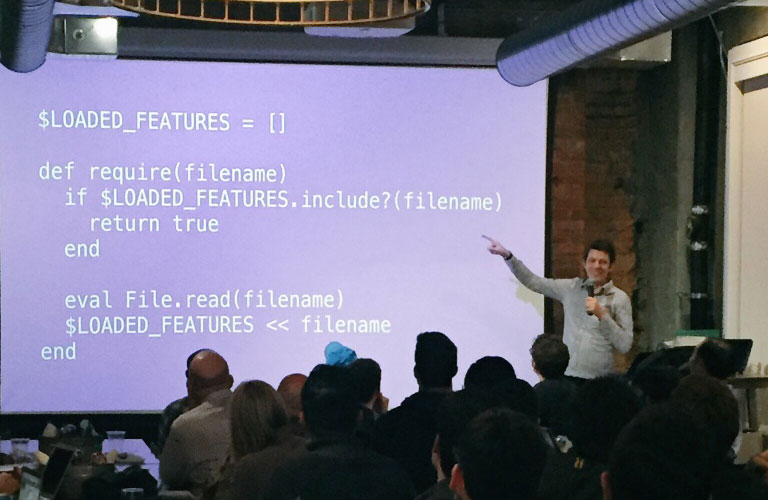 $LOADED_FEATURES = []
def require(filename)
if $LOADED_FEATURES.include?(filename)
return true
end
eval File.read(filename)
$LOADED_FEATURES << filename
end